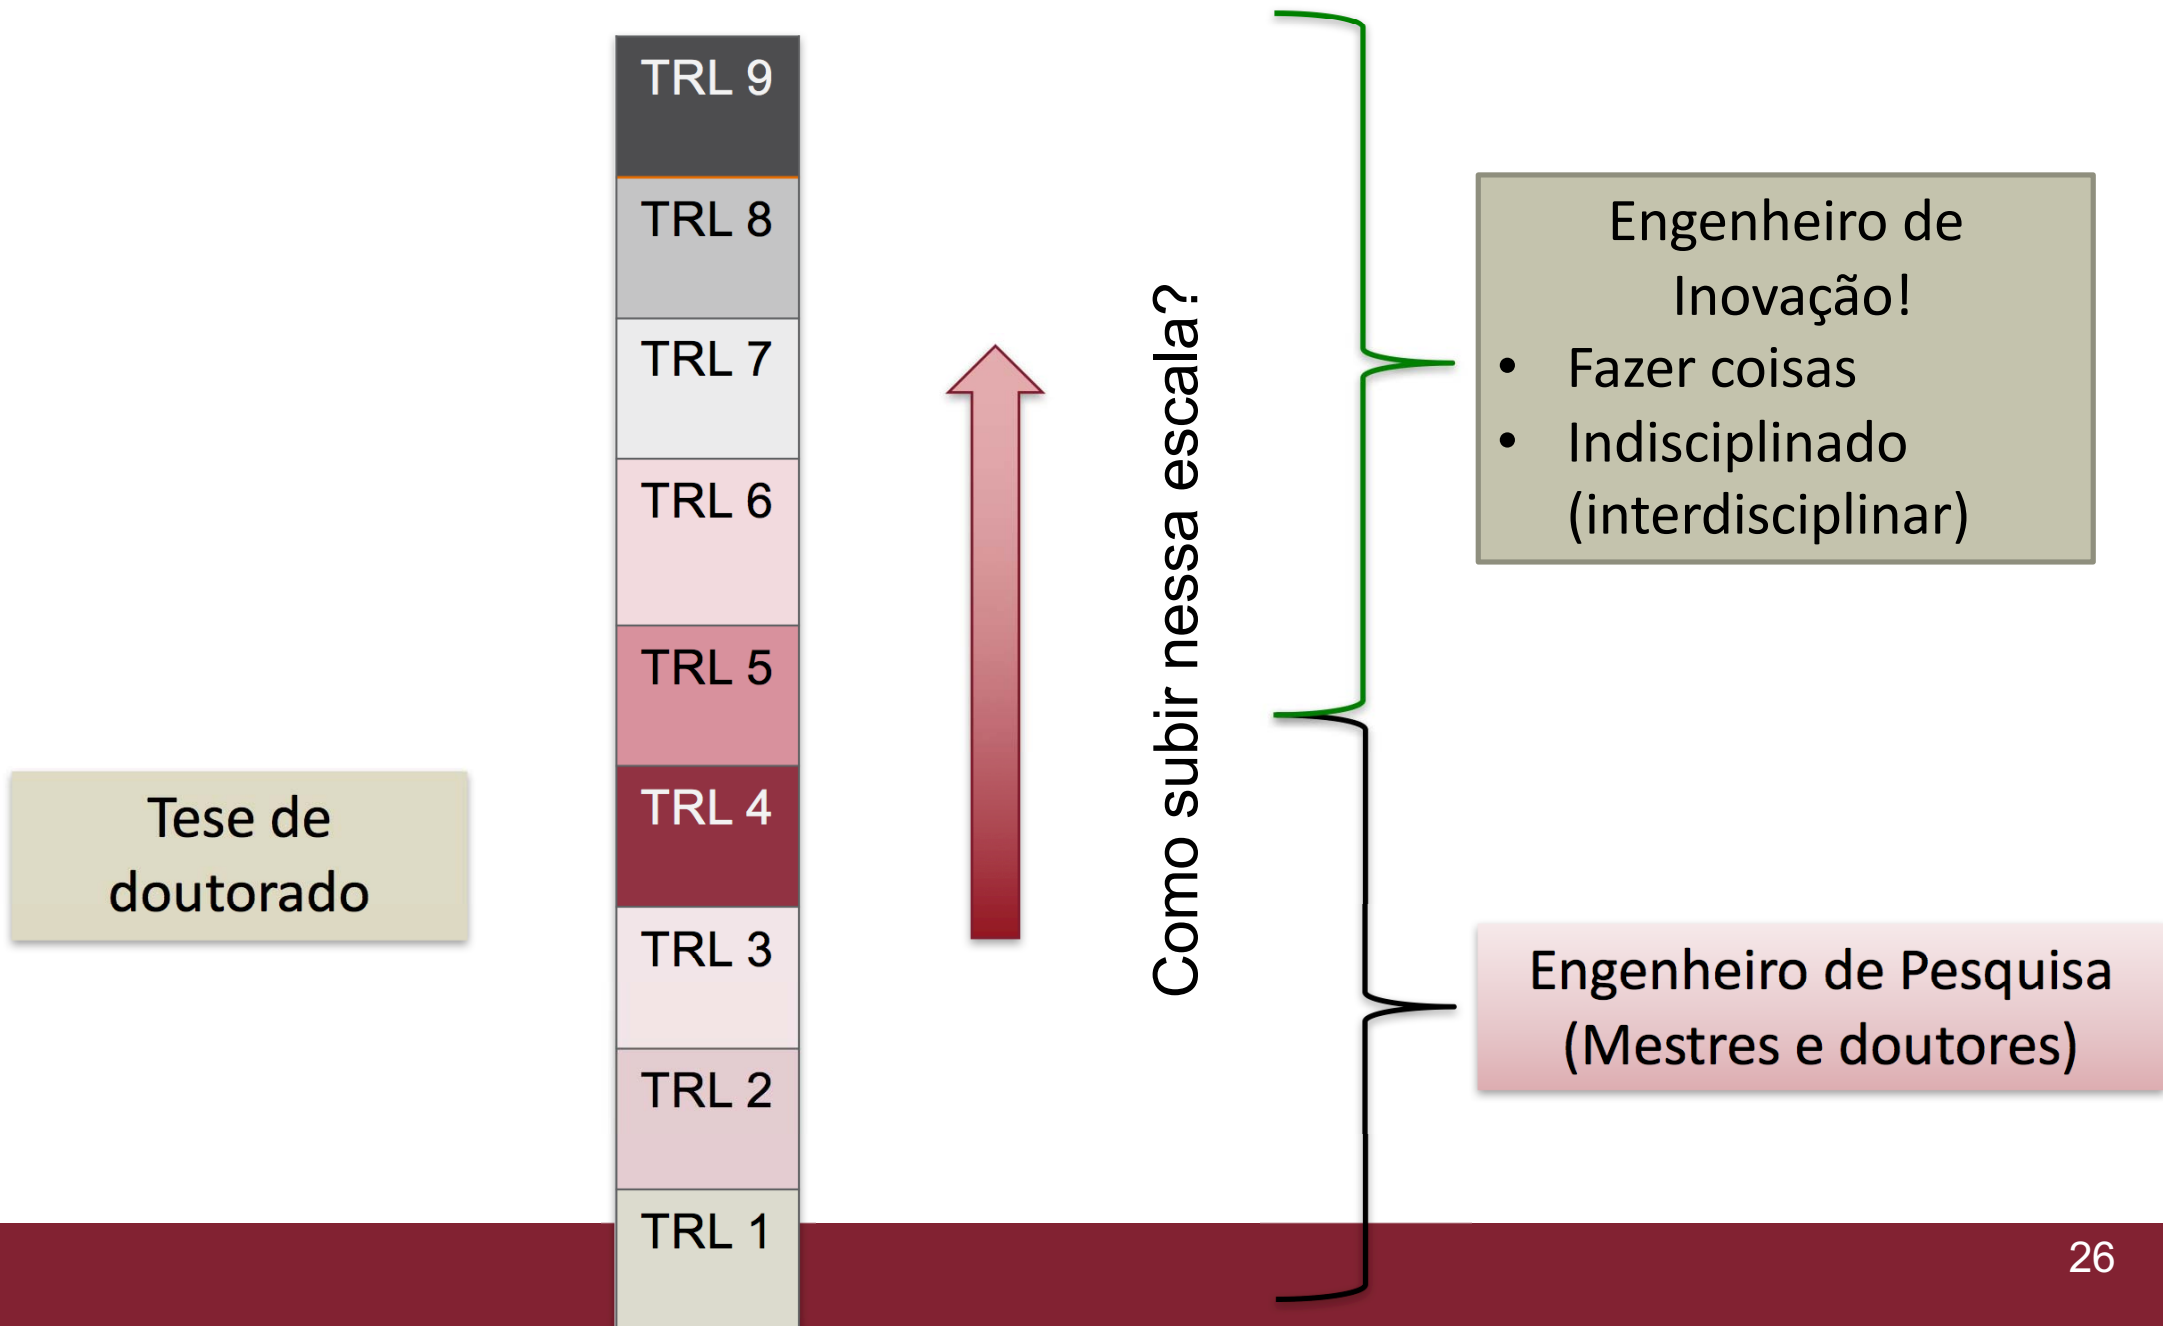 TRL 9
TRL 8
TRL 7
TRL 6
TRL 5
TRL 4
TRL 3
TRL 2
TRL 1
Tese de
doutorado
Como subir nessa escala?
Engenheiro de
Inovação!
• Fazer coisas
• Indisciplinado
(interdisciplinar)
Engenheiro de Pesquisa
(Mestres e doutores)
26